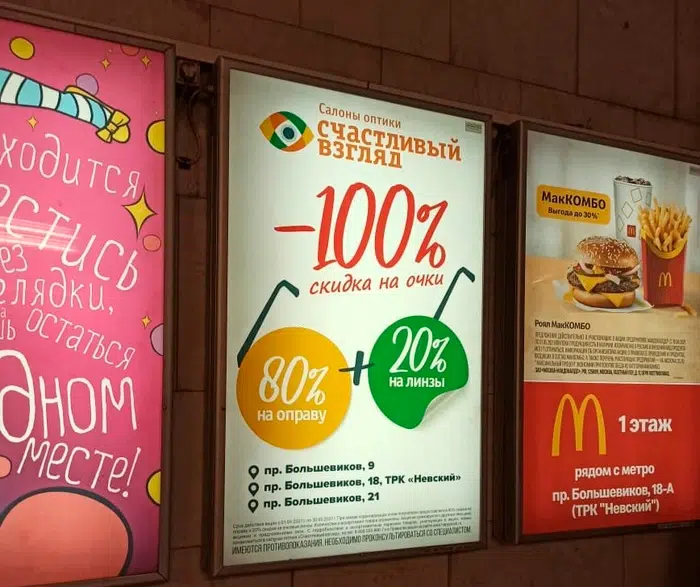 ходится
естись
ез
елядки,
остаться
дном
месте!
Салоны оптики
СЧАСТЛИВЫЙ
ВЗГЛЯД
-100%
скидка на очки
80%
на оправу
+
20%
на линзы
пр. Большевиков, 9
пр. Большевиков, 18, ТРК «Невский»
пр. Большевиков, 21
ИМЕЮТСЯ ПРОТИВОПОКАЗАНИЯ. НЕОБХОДИМО ПРОКОНСУЛЬТИРОВАТЬСЯ СО СПЕЦИАЛИСТОМ.
МакКОМБО
Выгода до 30%*
Роял МакКОМБО
1 этаж
рядом с метро
пр. Большевиков, 18-А
(ТРК "Невский")